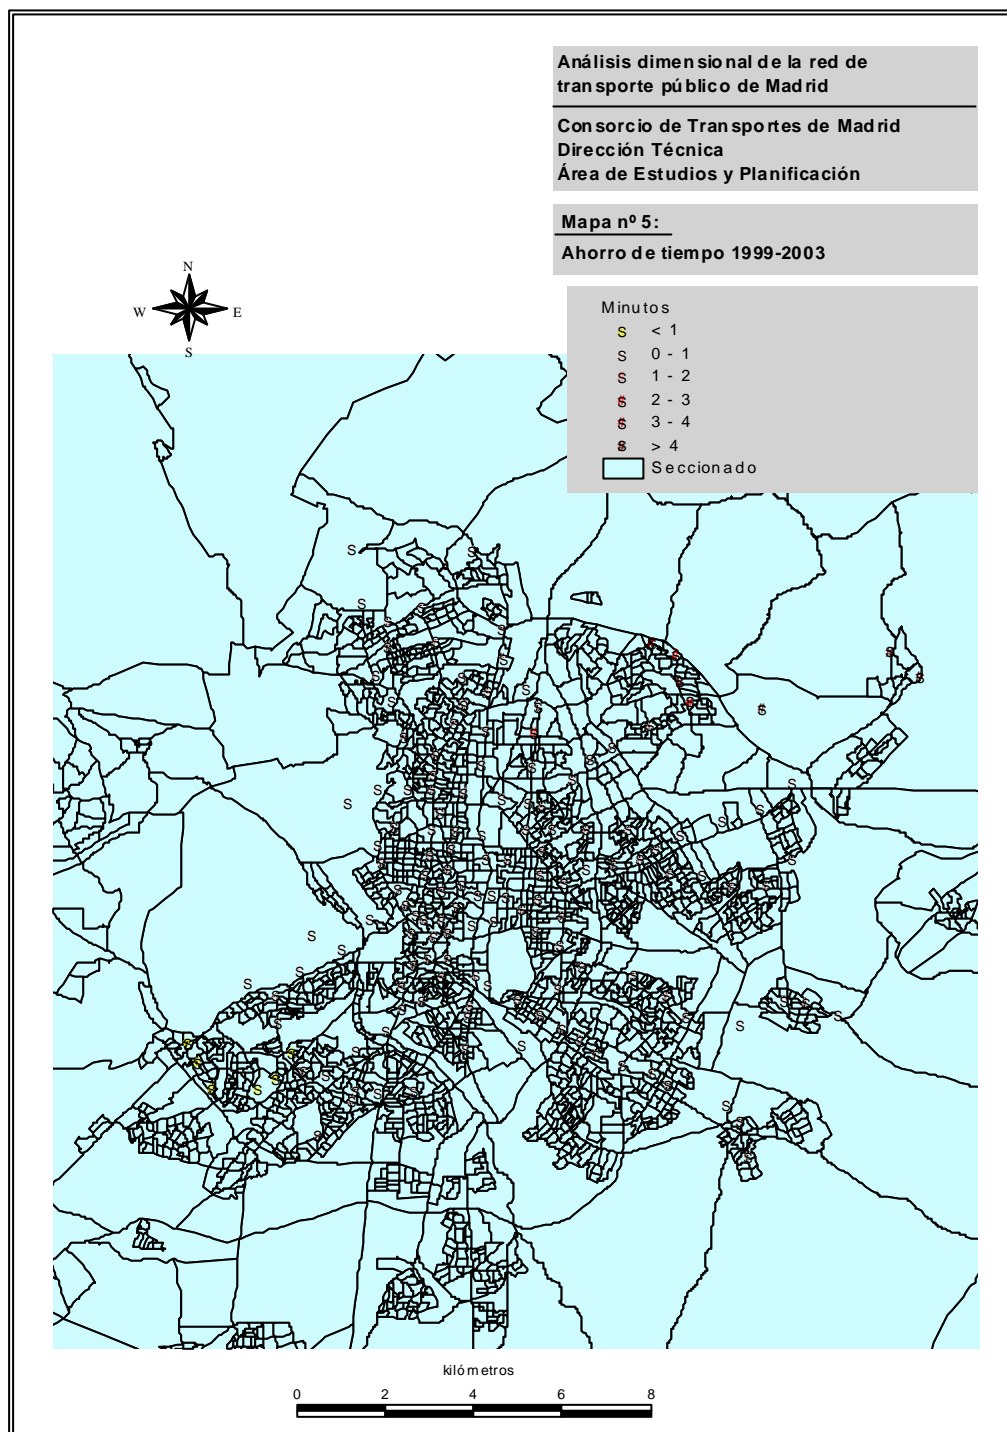 Análisis dimensional de la red de
transporte público de Madrid
Consorcio de Transportes de Madrid
Dirección Técnica
Área de Estudios y Planificación
Mapa nº 5:
Ahorro de tiempo 1999-2003
N
W E
S
Minutos
S < 1
S 0 - 1
S 1 - 2
S 2 - 3
S 3 - 4
S > 4
Seccionado
kilómetros
0 2 4 6 8